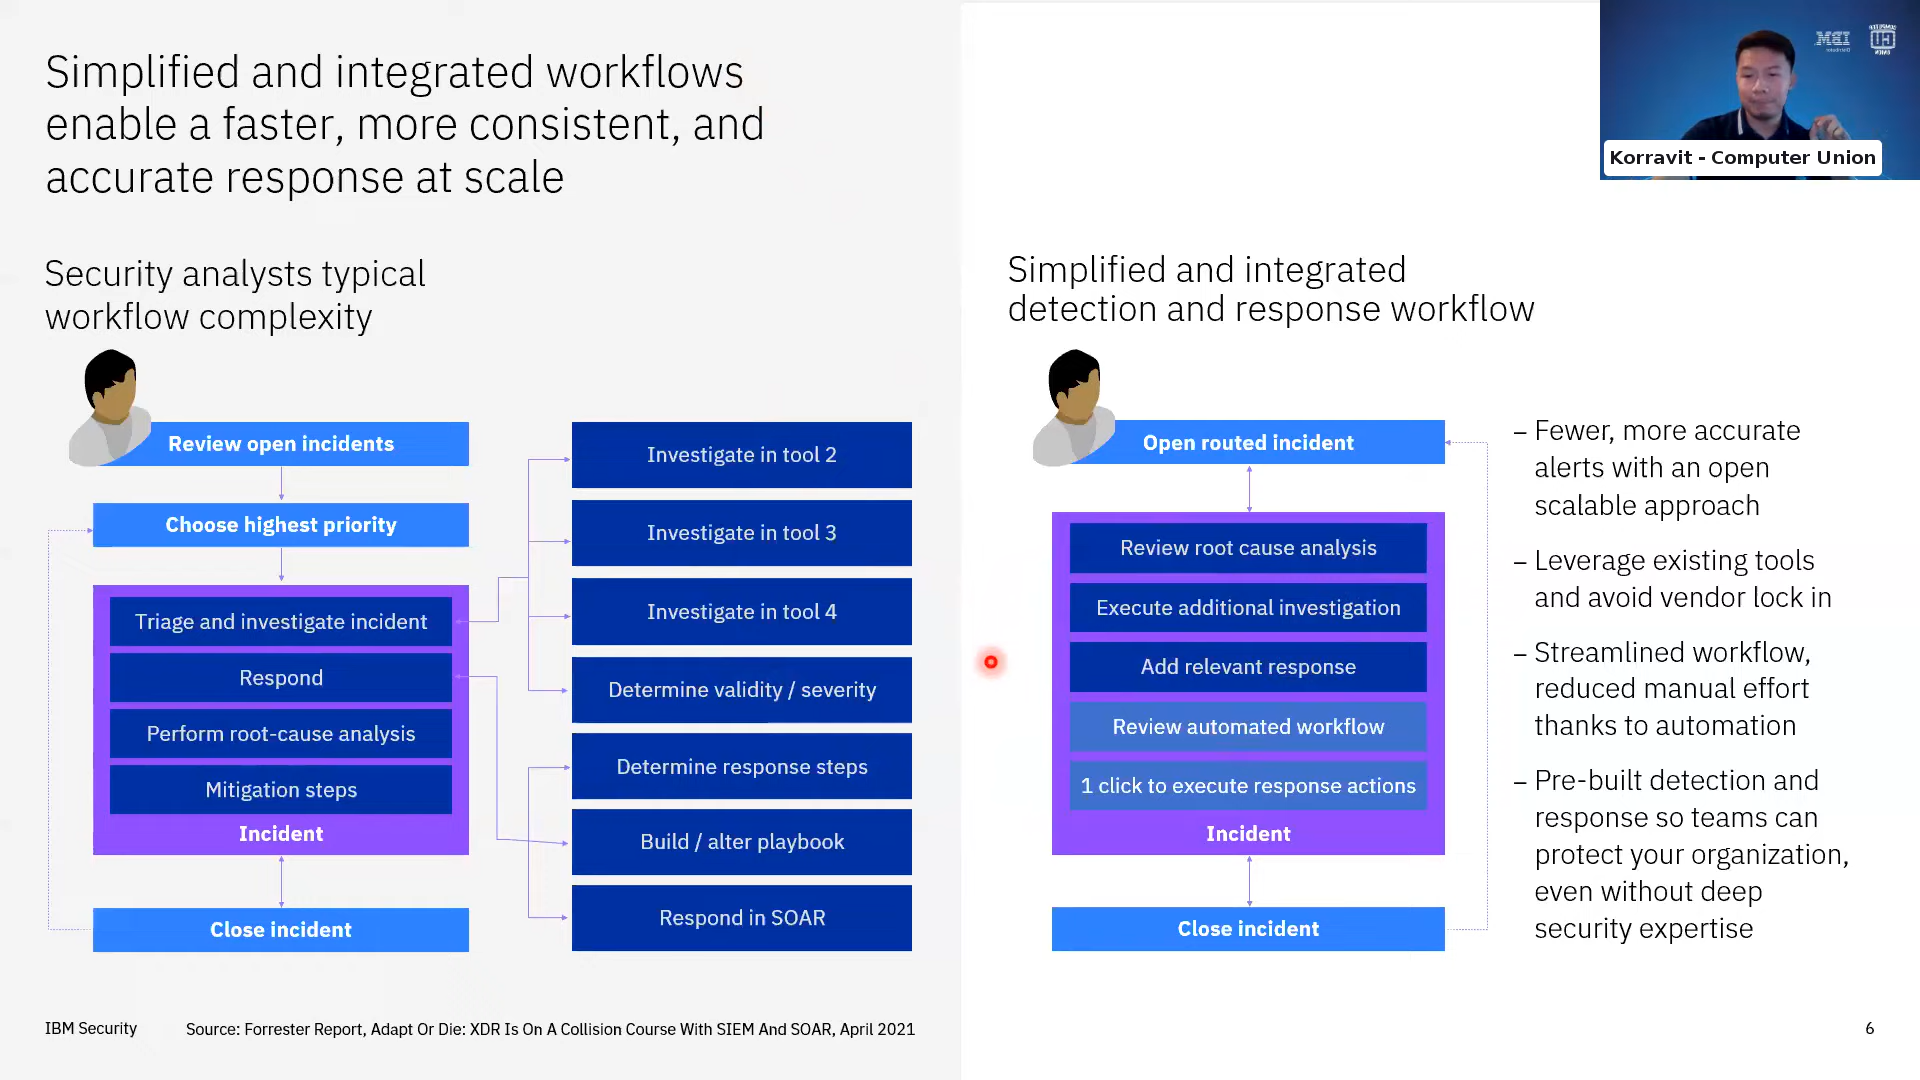 Simplified and integrated workflows
enable a faster, more consistent, and
accurate response at scale
IBM
Korravit - Computer Union
Security analysts typical
workflow complexity
Review open incidents
Choose highest priority
Triage and investigate incident
Respond
Perform root-cause analysis
Mitigation steps
Incident
Close incident
Investigate in tool 2
Investigate in tool 3
Investigate in tool 4
Determine validity / severity
Determine response steps
Build / alter playbook
Respond in SOAR
Simplified and integrated
detection and response workflow
Open routed incident
Review root cause analysis
Execute additional investigation
Add relevant response
Review automated workflow
1 click to execute response actions
Incident
Close incident
– Fewer, more accurate
alerts with an open
scalable approach
– Leverage existing tools
and avoid vendor lock in
– Streamlined workflow,
reduced manual effort
thanks to automation
– Pre-built detection and
response so teams can
protect your organization,
even without deep
security expertise
IBM Security
Source: Forrester Report, Adapt Or Die: XDR Is On A Collision Course With SIEM And SOAR, April 2021
6